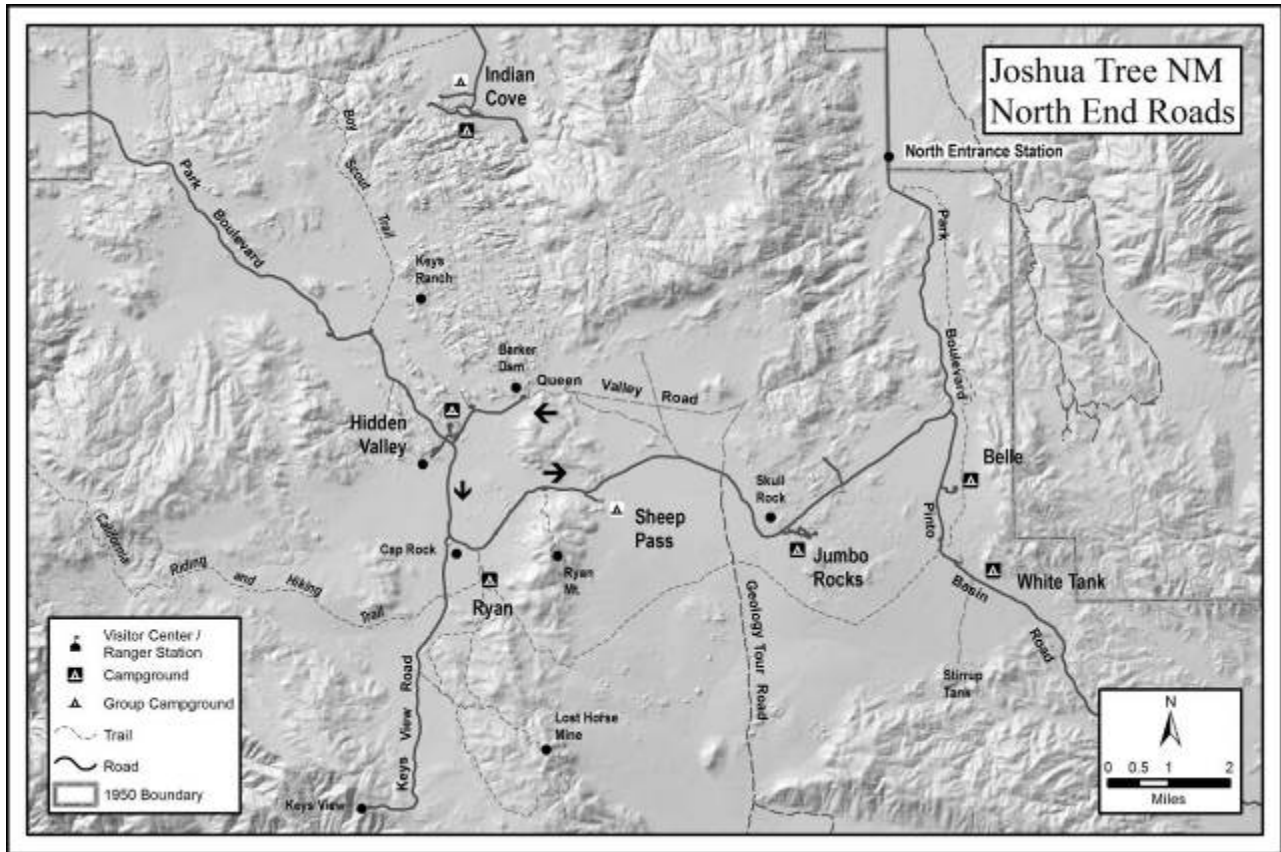 Joshua Tree NM
North End Roads
Indian
Cove
North Entrance Station
Park
Boulevard
Boy
Scout
Trail
Keys
Ranch
Park
Boulevard
Barker
Dam
Queen Valley Road
Hidden
Valley
Skull
Rock
Belle
Sheep
Pass
Pinto
Basin
Road
Cap Rock
Ryan
Mt.
Jumbo
Rocks
White Tank
California
Riding and Hiking
Trail
Ryan
Geology Tour Road
Stirrup
Tank
Keys View Road
Lost Horse
Mine
Keys View
Visitor Center /
Ranger Station
Campground
Group Campground
Trail
Road
1950 Boundary
N
0 0.5 1 2
Miles